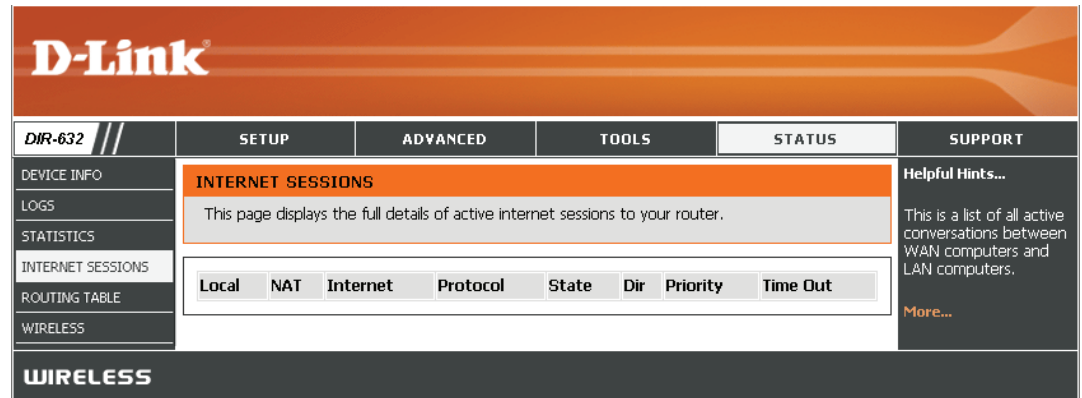 D-Link®
DIR-632
SETUP ADVANCED TOOLS STATUS SUPPORT
DEVICE INFO
LOGS
STATISTICS
INTERNET SESSIONS
ROUTING TABLE
WIRELESS
INTERNET SESSIONS
This page displays the full details of active internet sessions to your router.
Local NAT Internet Protocol State Dir Priority Time Out
Helpful Hints...
This is a list of all active
conversations between
WAN computers and
LAN computers.
More...
WIRELESS